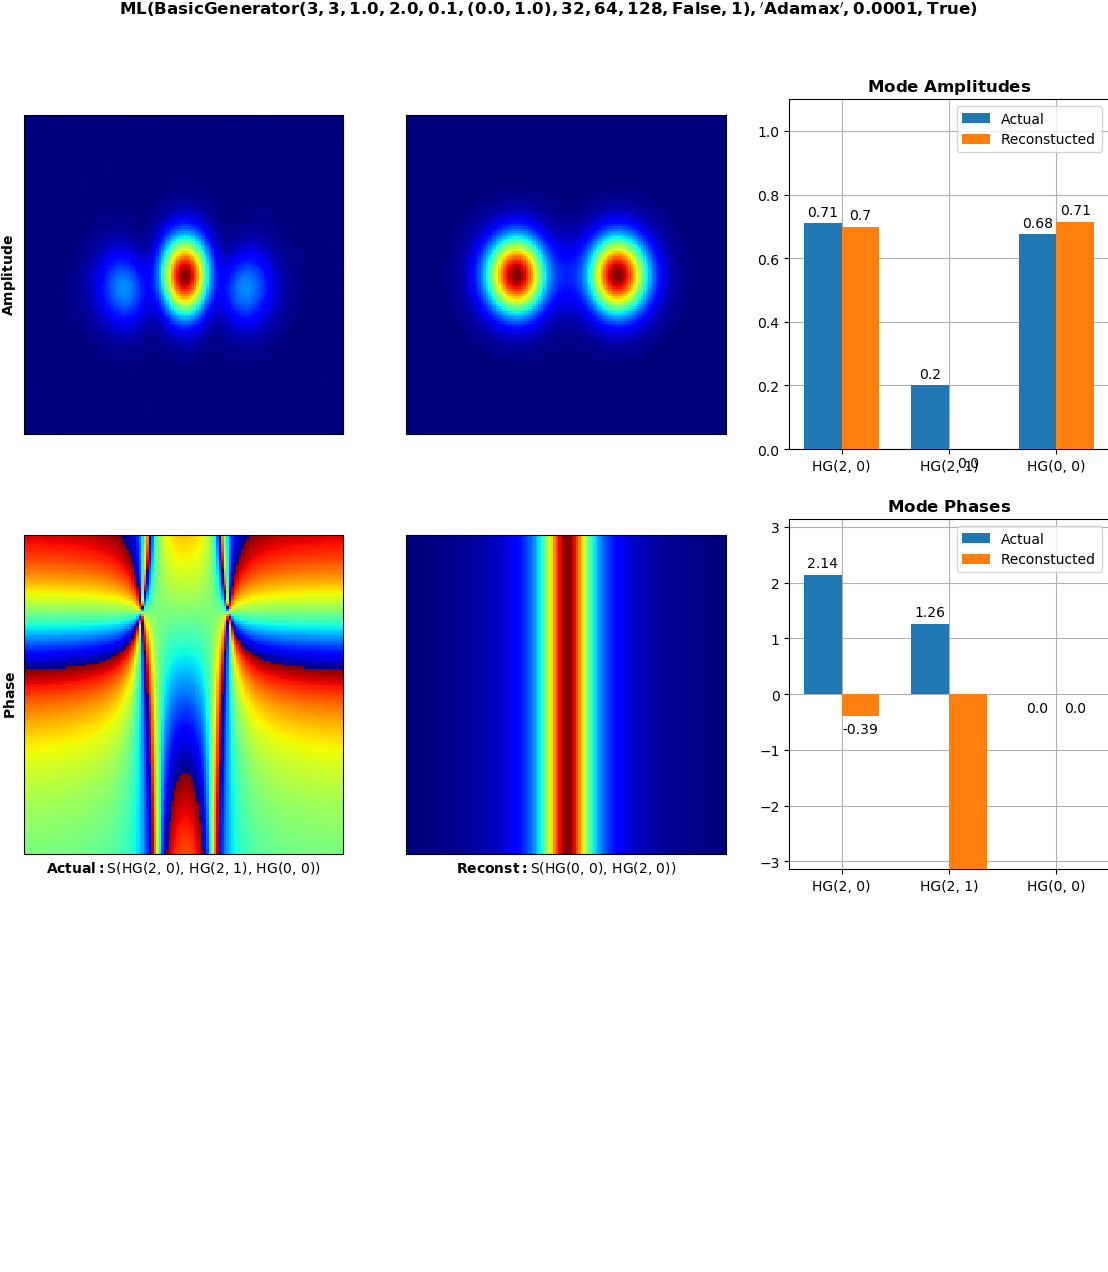 ML(BasicGenerator(3, 3, 1.0, 2.0, 0.1, (0.0, 1.0), 32, 64, 128, False, 1), ′Adamax′, 0.0001, True)
Mode Amplitudes
Actual
Reconstucted
1.0
0.8
0.6
0.4
0.2
0.0
0.71
0.7
0.2
0.0
0.68
0.71
HG(2, 0)
HG(2, 1)
HG(0, 0)
Amplitude
Mode Phases
Actual
Reconstucted
3
2
1
0
−1
−2
−3
2.14
-0.39
1.26
0.0
0.0
HG(2, 0)
HG(2, 1)
HG(0, 0)
Phase
Actual: S(HG(2, 0), HG(2, 1), HG(0, 0))
Reconst: S(HG(0, 0), HG(2, 0))